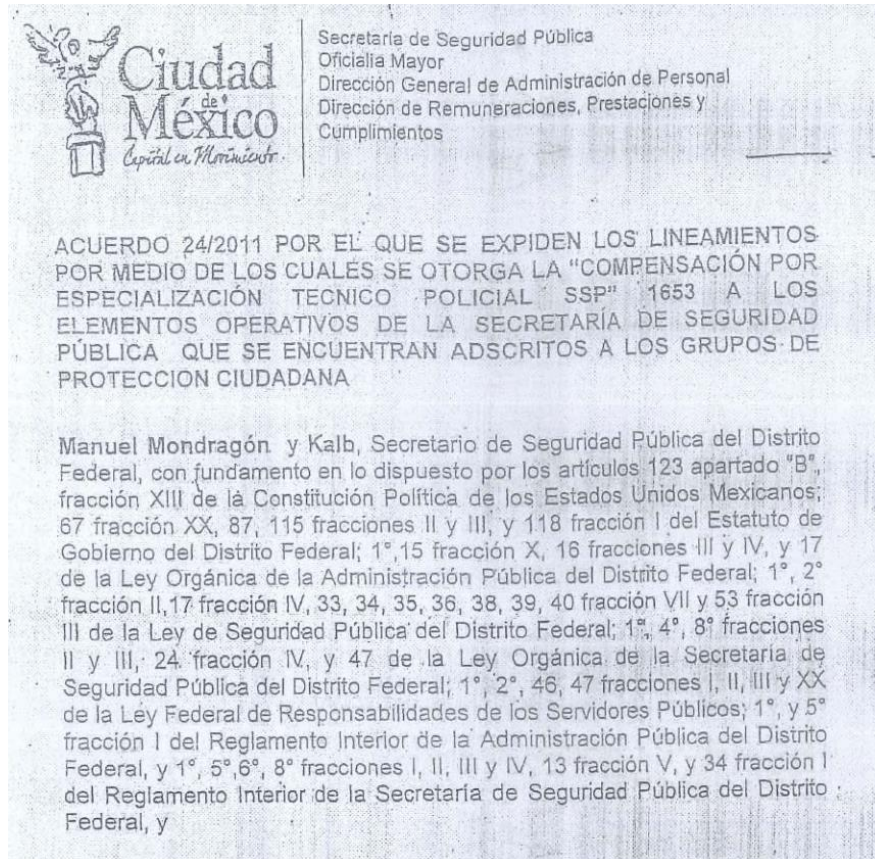 Ciudad
de
México
Capital en Movimiento
Secretaría de Seguridad Pública
Oficialia Mayor
Dirección General de Administración de Personal
Dirección de Remuneraciones, Prestaciones y
Cumplimientos
ACUERDO 24/2011 POR EL QUE SE EXPIDEN LOS LINEAMIENTOS
POR MEDIO DE LOS CUALES SE OTORGA LA "COMPENSACIÓN POR
ESPECIALIZACIÓN TECNICO POLICIAL SSP" 1653 A LOS
ELEMENTOS OPERATIVOS DE LA SECRETARÍA DE SEGURIDAD
PÚBLICA QUE SE ENCUENTRAN ADSCRITOS A LOS GRUPOS DE
PROTECCION CIUDADANA
Manuel Mondragón y Kalb, Secretario de Seguridad Pública del Distrito
Federal, con fundamento en lo dispuesto por los artículos 123 apartado "B",
fracción XIII de la Constitución Política de los Estados Unidos Mexicanos;
67 fracción XX, 87, 115 fracciones II y III, y 118 fracción I del Estatuto de
Gobierno del Distrito Federal; 1°,15 fracción X, 16 fracciones III y IV, y 17
de la Ley Orgánica de la Administración Pública del Distrito Federal; 1°, 2°
fracción II,17 fracción IV, 33, 34, 35, 36, 38, 39, 40 fracción VII y 53 fracción
III de la Ley de Seguridad Pública del Distrito Federal; 1°, 4°, 8° fracciones
II y III, 24 fracción IV, y 47 de la Ley Orgánica de la Secretaría de
Seguridad Pública del Distrito Federal; 1°, 2°, 46, 47 fracciones I, II, III y XX
de la Ley Federal de Responsabilidades de los Servidores Públicos; 1°, y 5°
fracción I del Reglamento Interior de la Administración Pública del Distrito
Federal, y 1°, 5°,6°, 8° fracciones I, II, III y IV, 13 fracción V, y 34 fracción I
del Reglamento Interior de la Secretaría de Seguridad Pública del Distrito
Federal, y